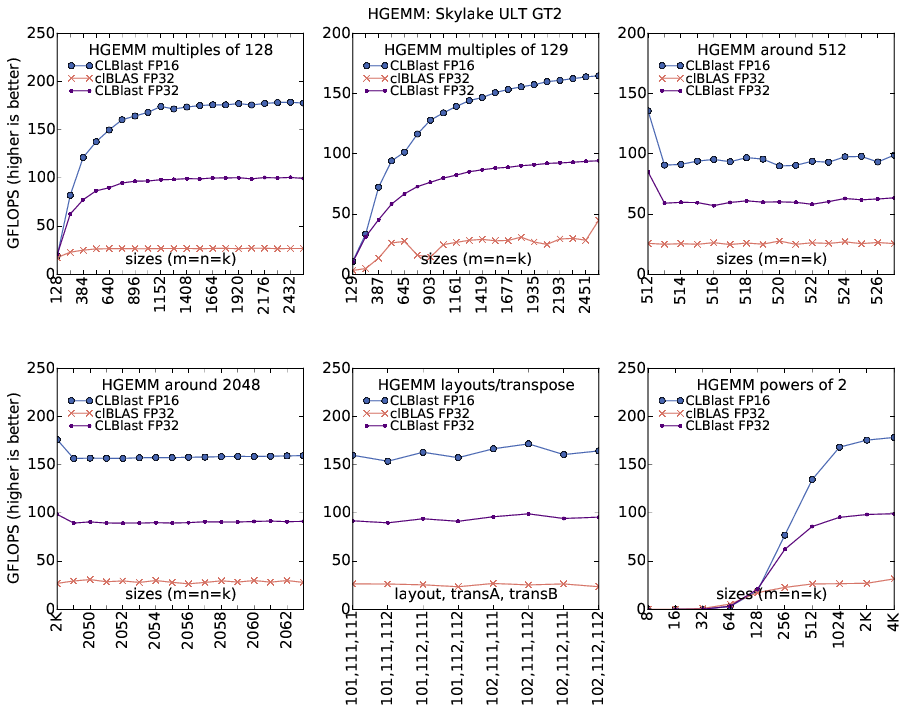 HGEMM: Skylake ULT GT2
GFLOPS (higher is better)
250
200
150
100
50
0
HGEMM multiples of 128
CLBlast FP16
clBLAS FP32
CLBlast FP32
sizes (m=n=k)
128
384
640
896
1152
1408
1664
1920
2176
2432
200
150
100
50
0
HGEMM multiples of 129
CLBlast FP16
clBLAS FP32
CLBlast FP32
sizes (m=n=k)
129
387
645
903
1161
1419
1677
1935
2193
2451
200
150
100
50
0
HGEMM around 512
CLBlast FP16
clBLAS FP32
CLBlast FP32
sizes (m=n=k)
512
514
516
518
520
522
524
526
GFLOPS (higher is better)
250
200
150
100
50
0
HGEMM around 2048
CLBlast FP16
clBLAS FP32
CLBlast FP32
sizes (m=n=k)
2K
2050
2052
2054
2056
2058
2060
2062
250
200
150
100
50
0
HGEMM layouts/transpose
CLBlast FP16
clBLAS FP32
CLBlast FP32
layout, transA, transB
101,111,111
101,111,112
101,112,111
101,112,112
102,111,111
102,111,112
102,112,111
102,112,112
250
200
150
100
50
0
HGEMM powers of 2
CLBlast FP16
clBLAS FP32
CLBlast FP32
sizes (m=n=k)
8
16
32
64
128
256
512
1024
2K
4K